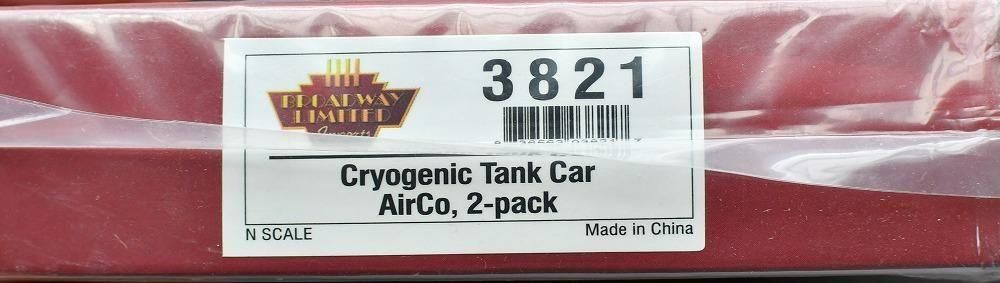 BROADWAY
LIMITED
Imports
3821
Cryogenic Tank Car
AirCo, 2-pack
N SCALE
Made in China